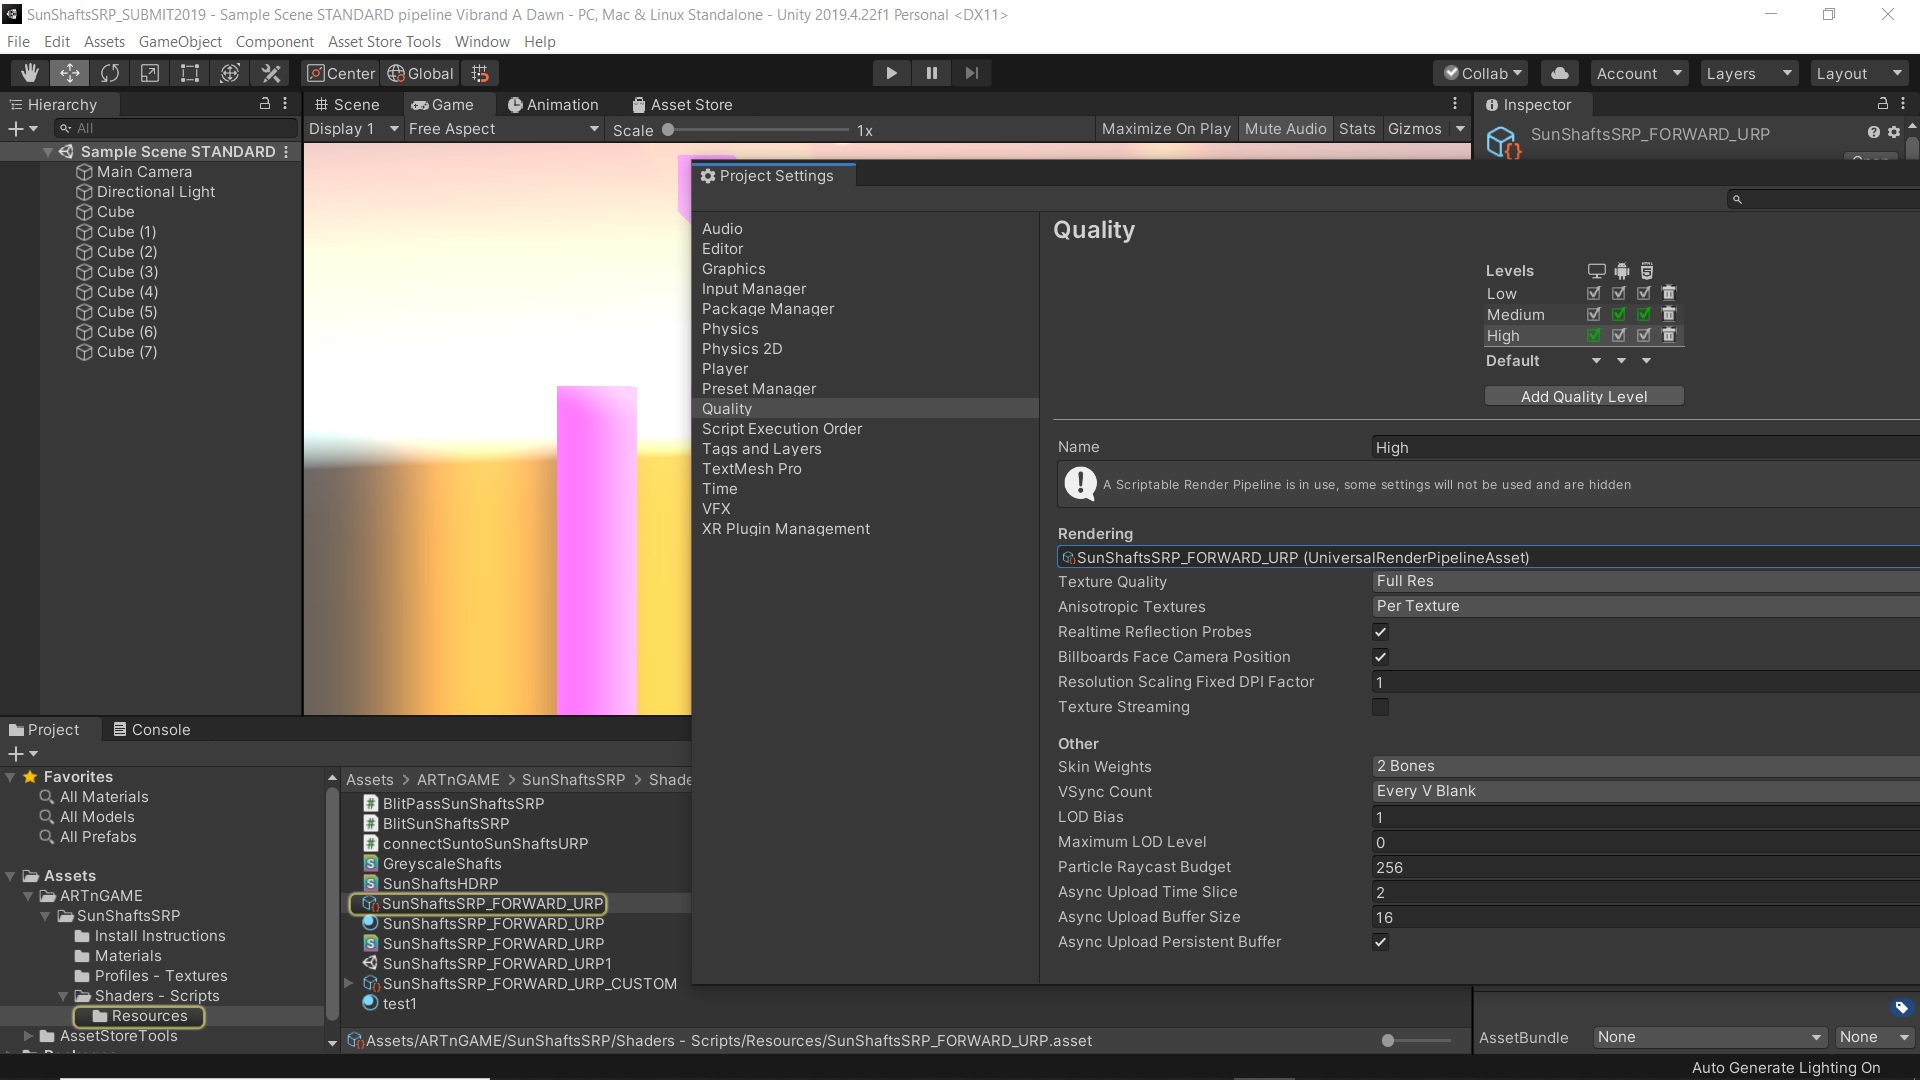 SunShaftsSRP_SUBMIT2019 - Sample Scene STANDARD pipeline Vibrand A Dawn - PC, Mac & Linux Standalone - Unity 2019.4.22f1 Personal <DX11>
File Edit Assets GameObject Component Asset Store Tools Window Help
Center Global Collab Account Layers Layout
Hierarchy
All
Sample Scene STANDARD
Main Camera
Directional Light
Cube
Cube (1)
Cube (2)
Cube (3)
Cube (4)
Cube (5)
Cube (6)
Cube (7)
Scene Game Animation Asset Store
Display 1 Free Aspect Scale 1x Maximize On Play Mute Audio Stats Gizmos
Inspector
SunShaftsSRP_FORWARD_URP
Project Settings
Audio
Editor
Graphics
Input Manager
Package Manager
Physics
Physics 2D
Player
Preset Manager
Quality
Script Execution Order
Tags and Layers
TextMesh Pro
Time
VFX
XR Plugin Management
Quality
Levels
Low
Medium
High
Default
Add Quality Level
Name High
A Scriptable Render Pipeline is in use, some settings will not be used and are hidden
Rendering
SunShaftsSRP_FORWARD_URP (UniversalRenderPipelineAsset)
Texture Quality Full Res
Anisotropic Textures Per Texture
Realtime Reflection Probes
Billboards Face Camera Position
Resolution Scaling Fixed DPI Factor 1
Texture Streaming
Other
Skin Weights 2 Bones
VSync Count Every V Blank
LOD Bias 1
Maximum LOD Level 0
Particle Raycast Budget 256
Async Upload Time Slice 2
Async Upload Buffer Size 16
Async Upload Persistent Buffer
Project Console
Favorites
All Materials
All Models
All Prefabs
Assets
ARTnGAME
SunShaftsSRP
Install Instructions
Materials
Profiles - Textures
Shaders - Scripts
Resources
AssetStoreTools
Assets > ARTnGAME > SunShaftsSRP > Shade
BlitPassSunShaftsSRP
BlitSunShaftsSRP
connectSuntoSunShaftsURP
GreyscaleShafts
SunShaftsHDRP
SunShaftsSRP_FORWARD_URP
SunShaftsSRP_FORWARD_URP
SunShaftsSRP_FORWARD_URP
SunShaftsSRP_FORWARD_URP1
SunShaftsSRP_FORWARD_URP_CUSTOM
test1
Assets/ARTnGAME/SunShaftsSRP/Shaders - Scripts/Resources/SunShaftsSRP_FORWARD_URP.asset
AssetBundle None None
Auto Generate Lighting On